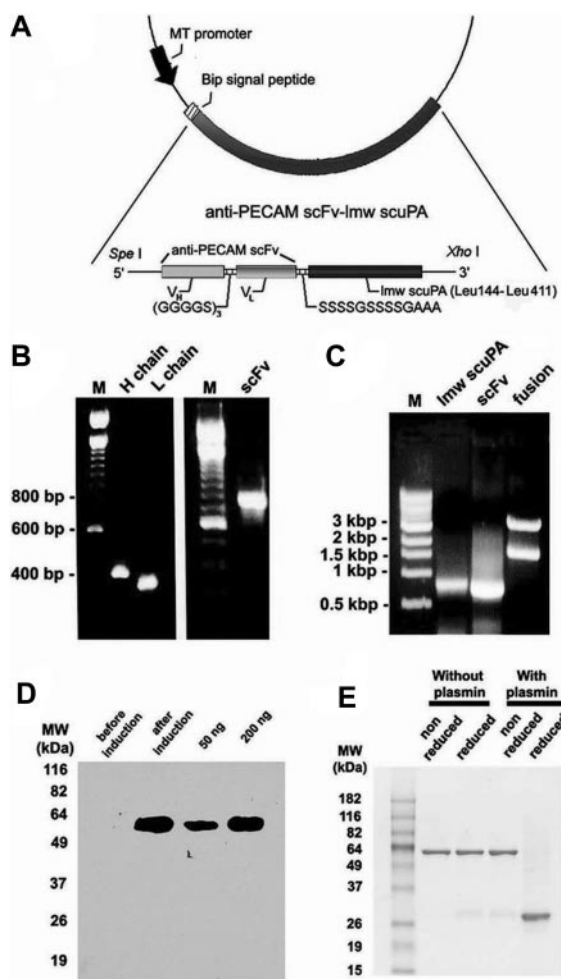 A
MT promoter
Bip signal peptide
anti-PECAM scFv-lmw scuPA
Spe I
anti-PECAM scFv
Xho I
5'
3'
VH
VL
lmw scuPA (Leu144-Leu411)
(GGGGS)3
SSSSGSSSSGAAA
B
M
H chain
L chain
M
scFv
800 bp -
600 bp -
400 bp -
C
M
lmw scuPA
scFv
fusion
3 kbp -
2 kbp -
1.5 kbp -
1 kbp -
0.5 kbp -
D
MW
(kDa)
before
induction
after
induction
50 ng
200 ng
116
82
64
49
37
26
19
E
Without
plasmin
With
plasmin
non
reduced
reduced
non
reduced
reduced
MW
(kDa)
182
116
82
64
49
37
26
19
15